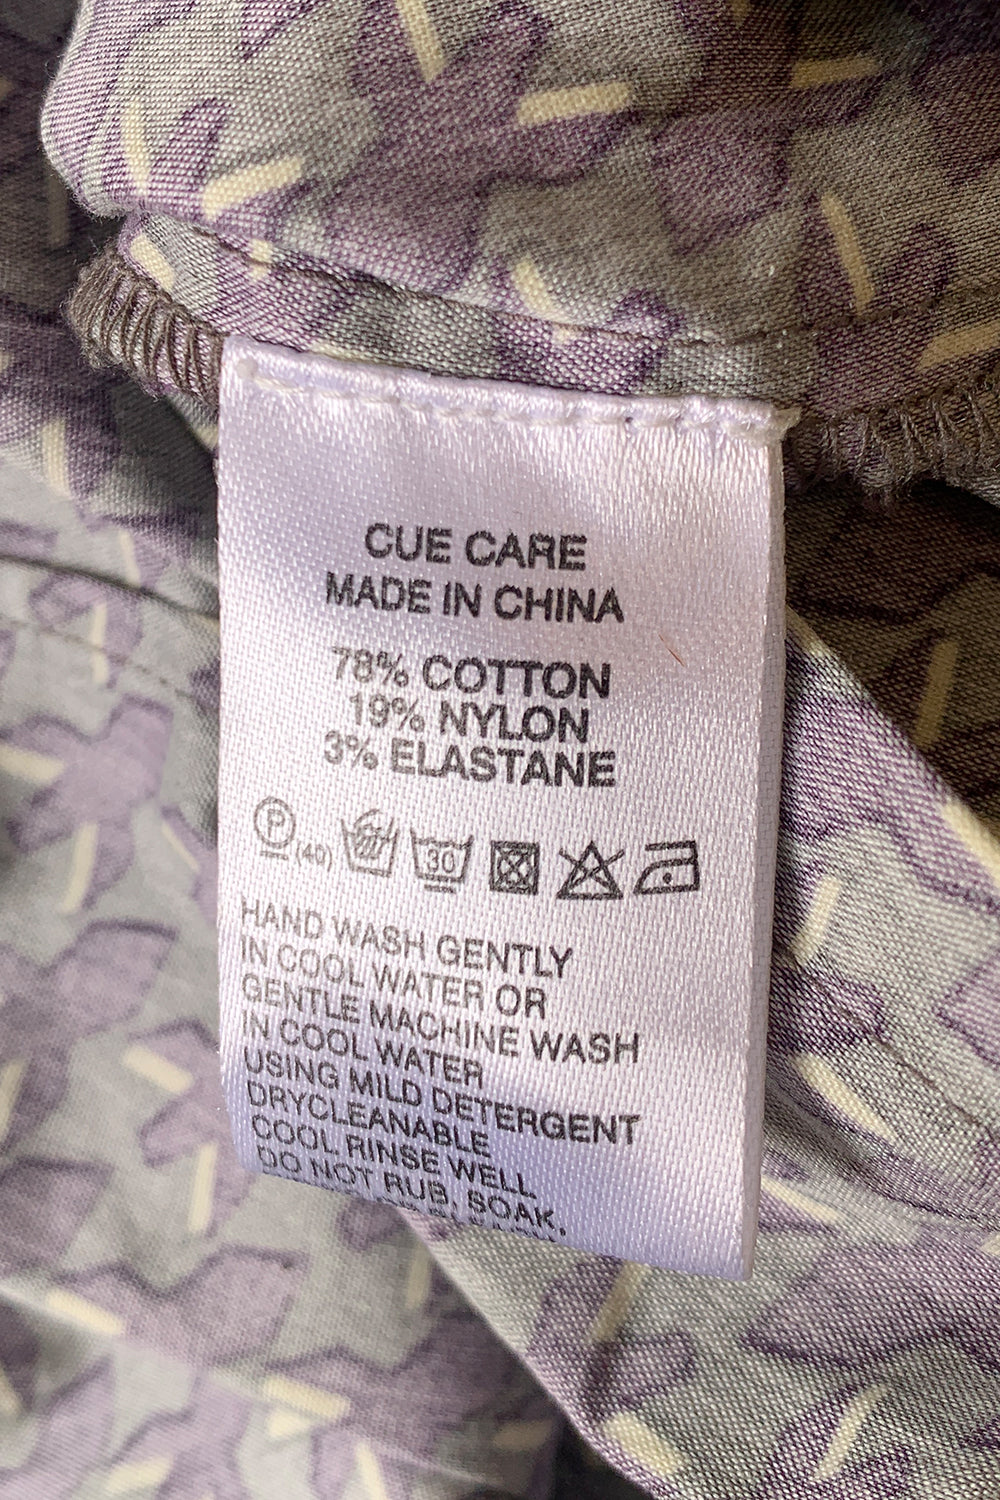 CUE CARE
MADE IN CHINA
78% COTTON
19% NYLON
3% ELASTANE
P (40) 30
HAND WASH GENTLY
IN COOL WATER OR
GENTLE MACHINE WASH
IN COOL WATER
USING MILD DETERGENT
DRYCLEANABLE
COOL RINSE WELL
DO NOT RUB, SOAK,